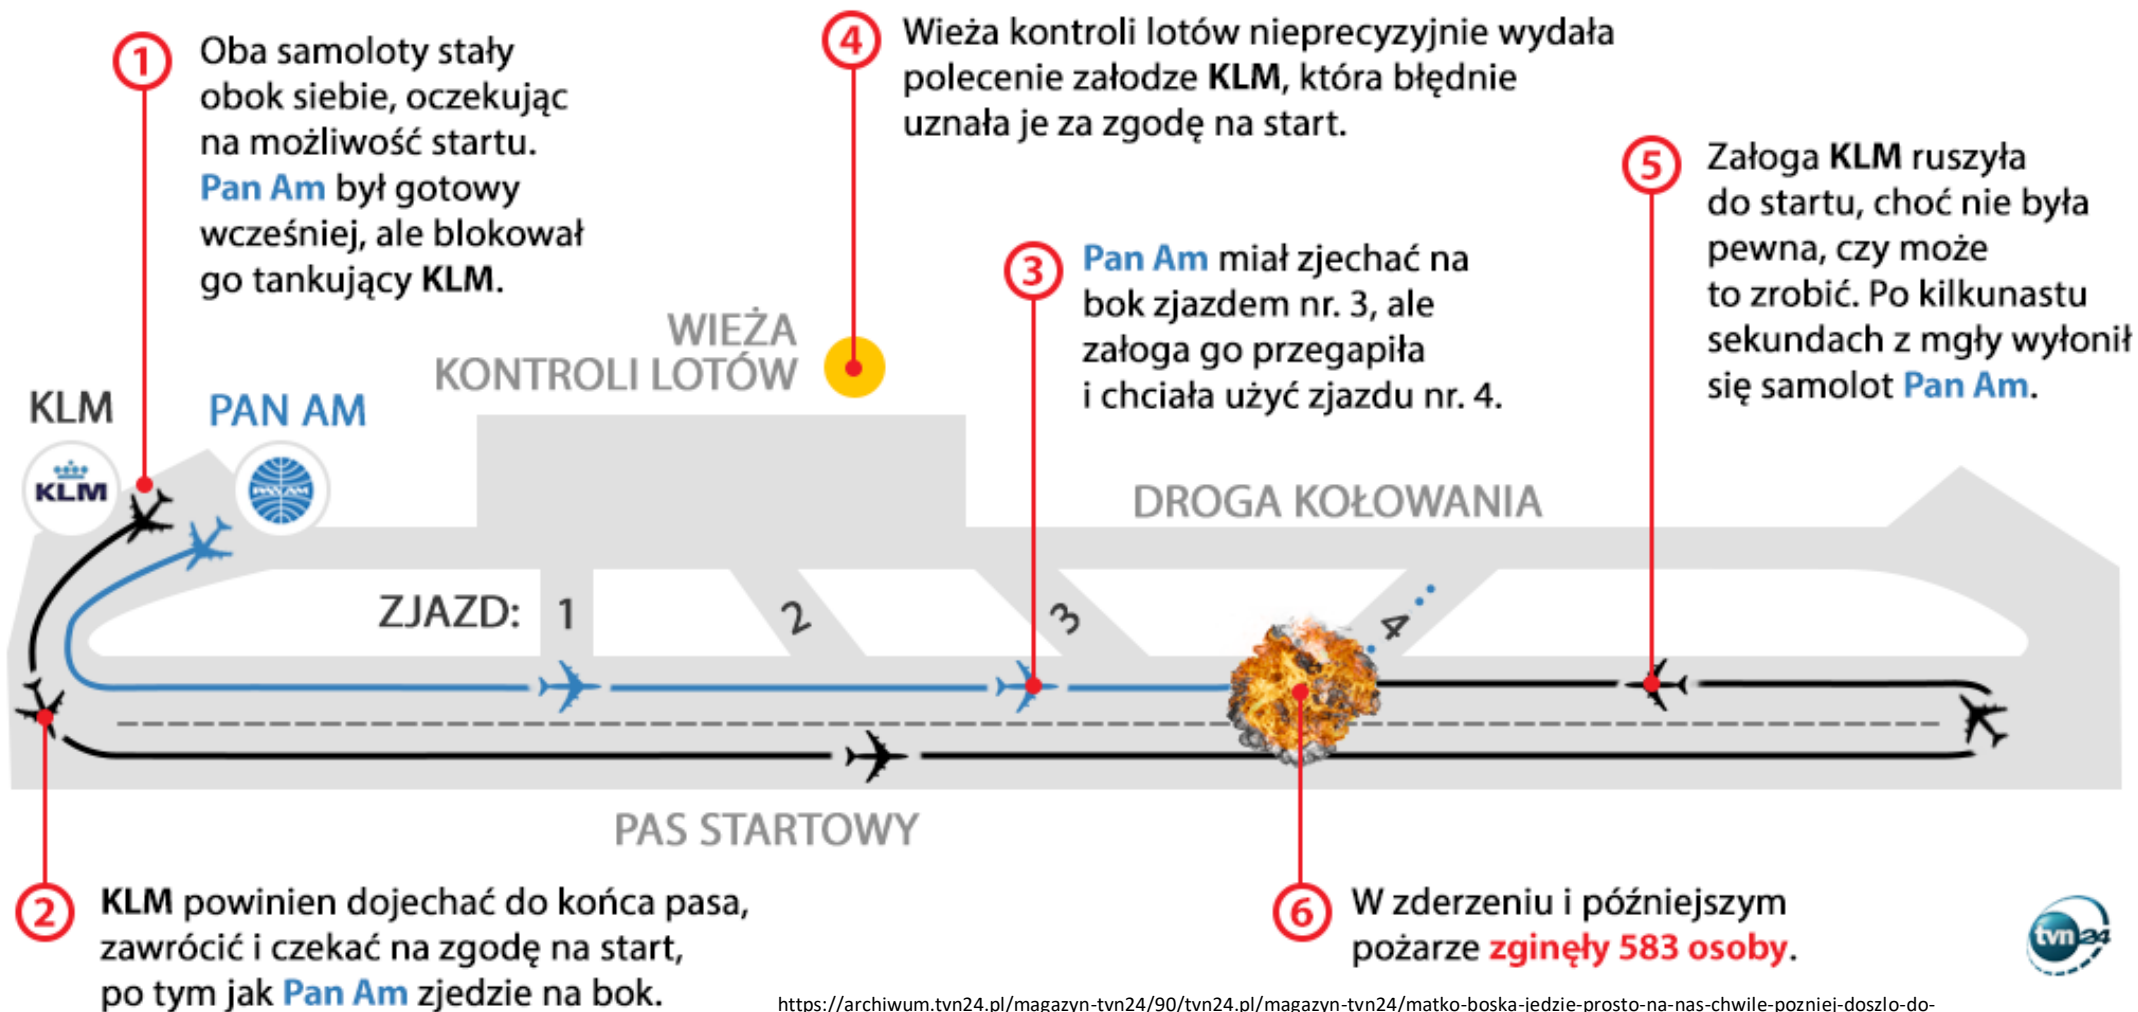 1
Oba samoloty stały
obok siebie, oczekując
na możliwość startu.
Pan Am był gotowy
wcześniej, ale blokował
go tankujący KLM.
4
Wieża kontroli lotów nieprecyzyjnie wydała
polecenie załodze KLM, która błędnie
uznała je za zgodę na start.
5
Załoga KLM ruszyła
do startu, choć nie była
pewna, czy może
to zrobić. Po kilkunastu
sekundach z mgły wyłonił
się samolot Pan Am.
3
Pan Am miał zjechać na
bok zjazdem nr. 3, ale
załoga go przegapiła
i chciała użyć zjazdu nr. 4.
WIEŻA
KONTROLI LOTÓW
KLM
PAN AM
KLM
PAN AM
DROGA KOŁOWANIA
ZJAZD: 1
2
3
4
PAS STARTOWY
2
KLM powinien dojechać do końca pasa,
zawrócić i czekać na zgodę na start,
po tym jak Pan Am zjedzie na bok.
6
W zderzeniu i późniejszym
pożarze zginęły 583 osoby.
tvn24
https://archiwum.tvn24.pl/magazyn-tvn24/90/tvn24.pl/magazyn-tvn24/matko-boska-jedzie-prosto-na-nas-chwile-pozniej-doszlo-do-